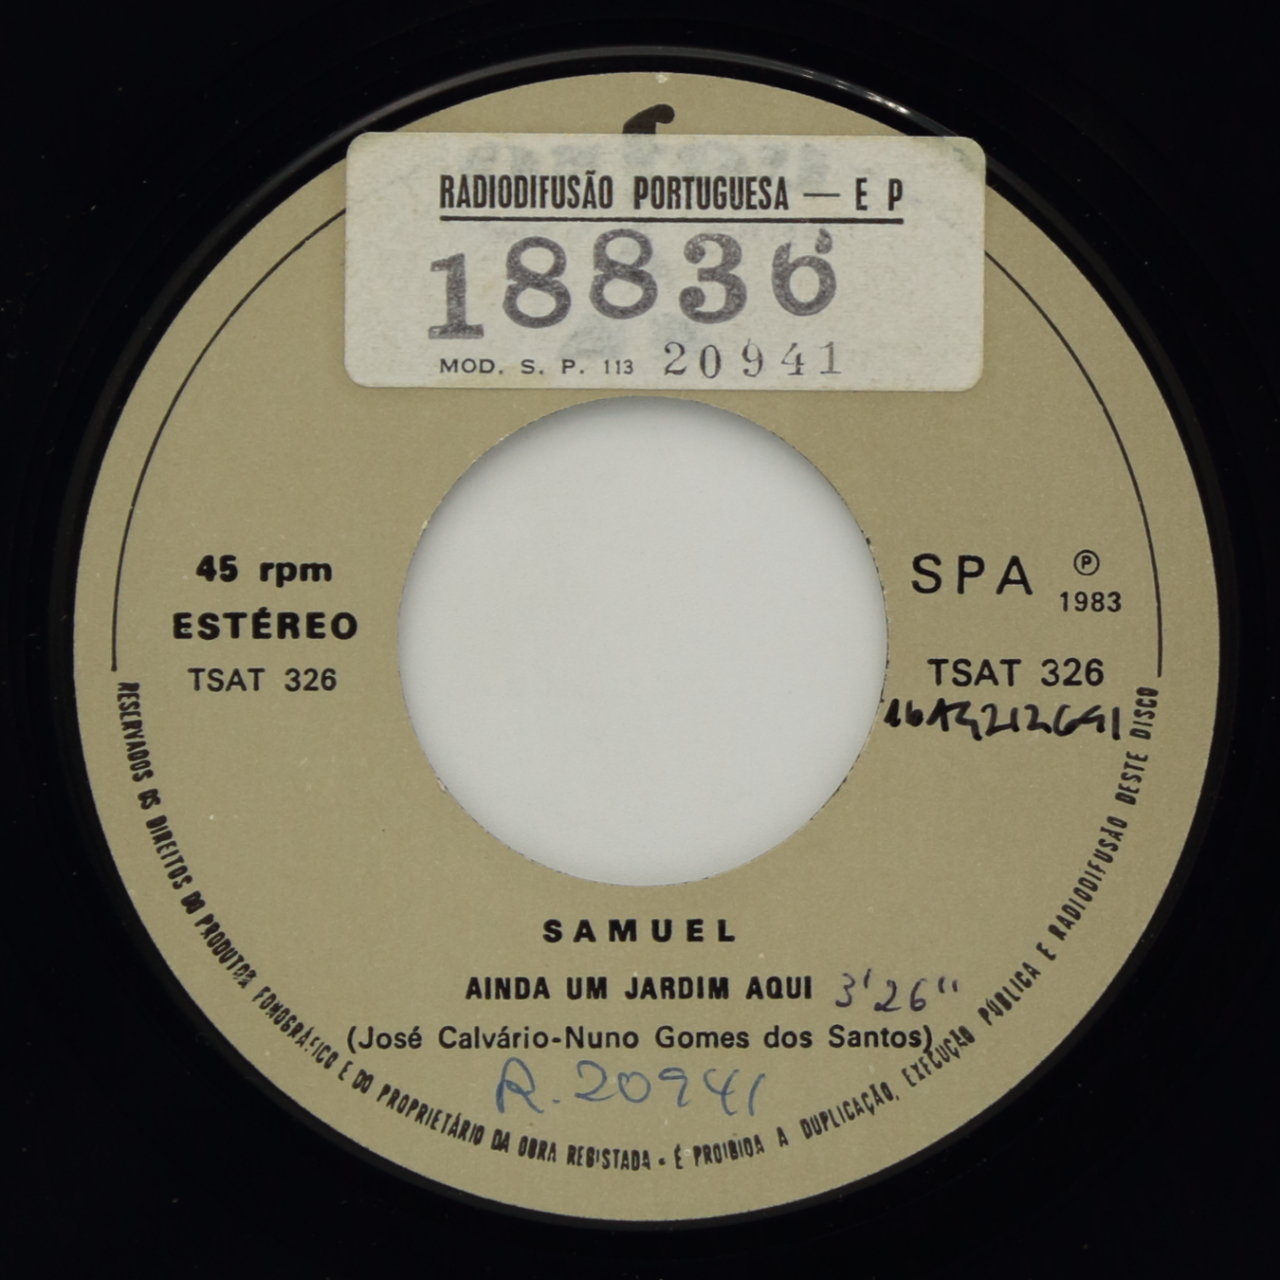 RADIODIFUSÃO PORTUGUESA — E P
18836
MOD. S. P. 113 20941
45 rpm
ESTÉREO
TSAT 326
SPA Ⓟ
1983
TSAT 326
SAMUEL
AINDA UM JARDIM AQUI 3'26"
(José Calvário-Nuno Gomes dos Santos)
R. 20941
RESERVADOS OS DIREITOS DO PRODUTOR FONOGRÁFICO E DO PROPRIETÁRIO DA OBRA REGISTADA - É PROIBIDA A DUPLICAÇÃO, EXECUÇÃO PÚBLICA E RADIODIFUSÃO DESTE DISCO